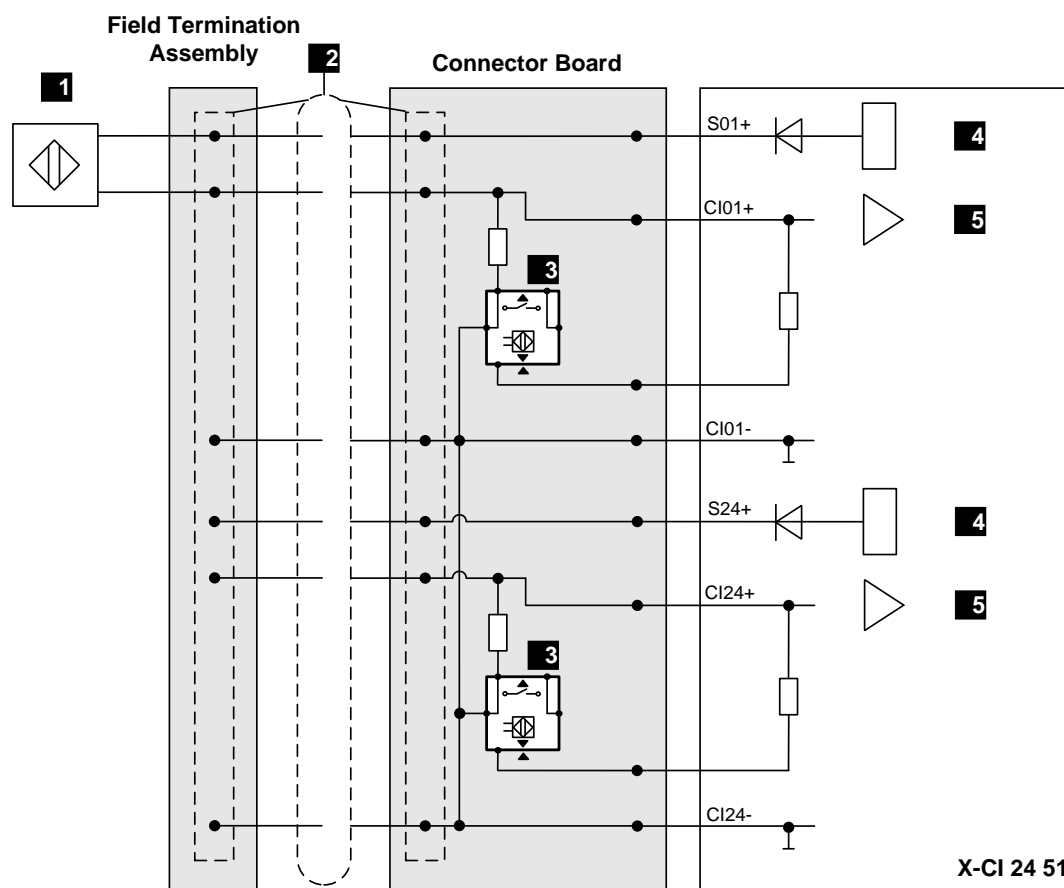 Field Termination
Assembly
2
Connector Board
1
S01+
4
CI01+
5
3
CI01-
S24+
4
CI24+
5
3
CI24-
X-CI 24 51